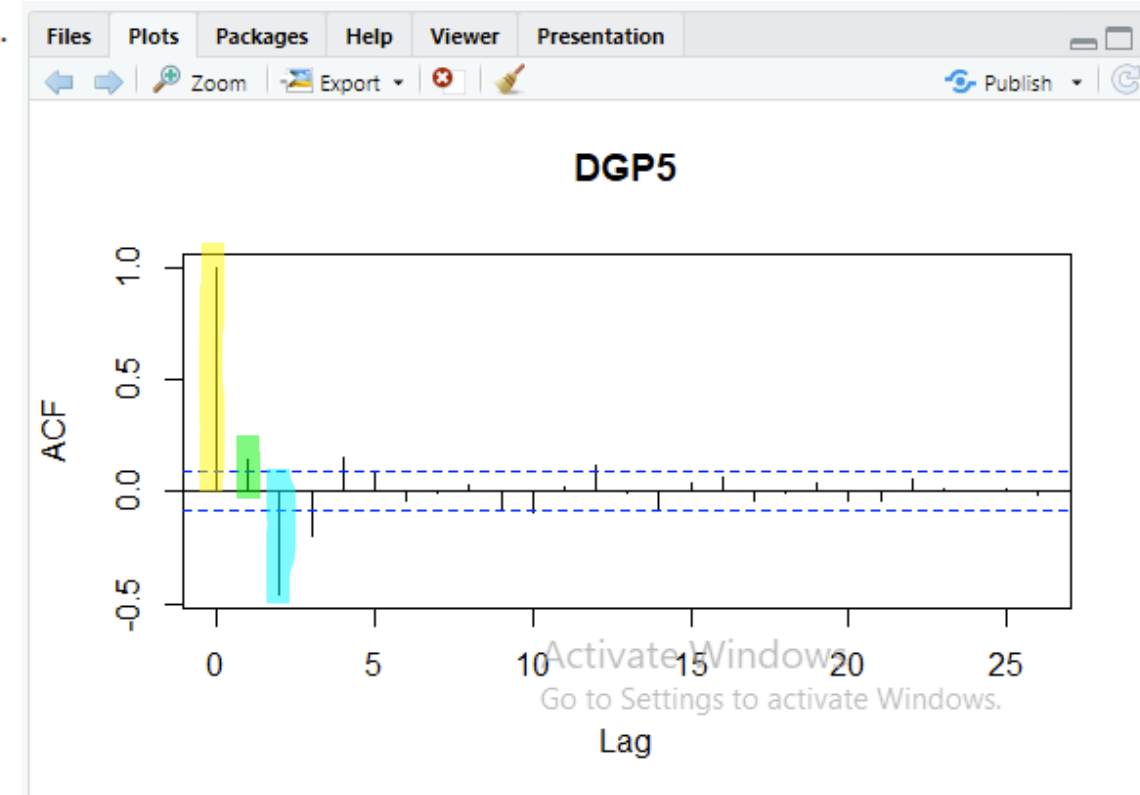 Files Plots Packages Help Viewer Presentation
Zoom Export Publish
DGP5
ACF
1.0
0.5
0.0
-0.5
0 5 10 15 20 25
Activate Windows
Go to Settings to activate Windows.
Lag